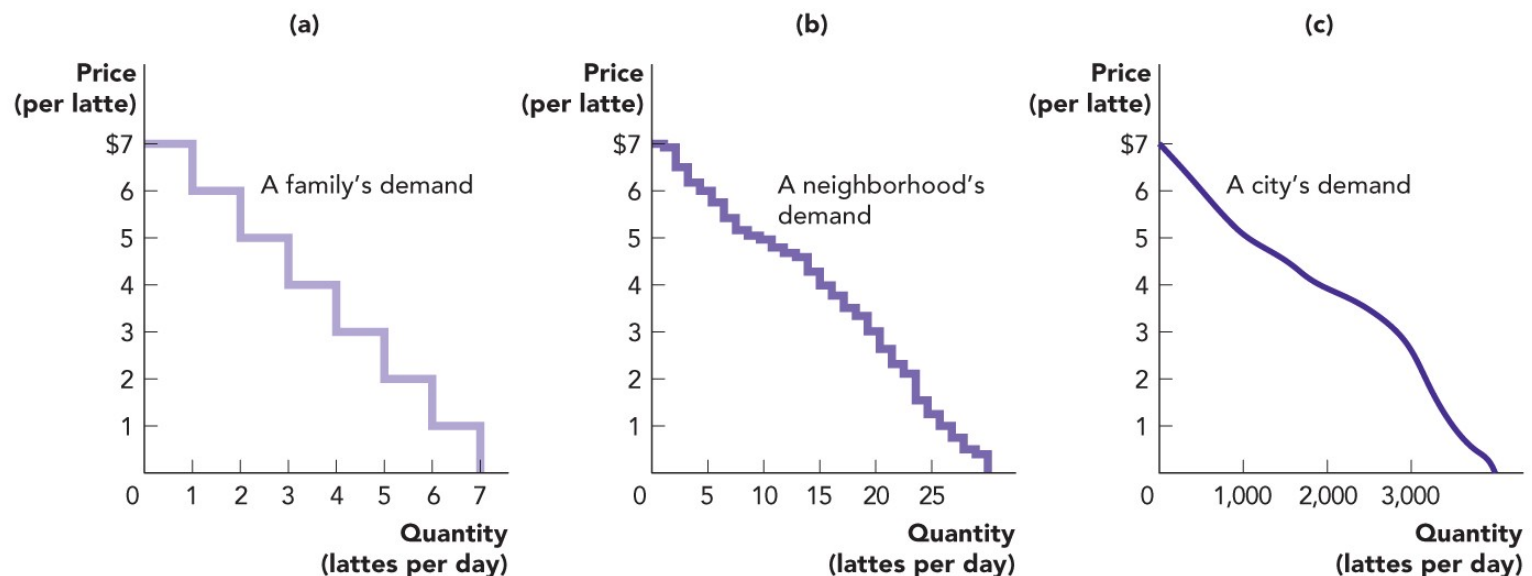 (a)
Price
(per latte)
$7
6
5
4
3
2
1
A family's demand
0 1 2 3 4 5 6 7
Quantity
(lattes per day)
(b)
Price
(per latte)
$7
6
5
4
3
2
1
A neighborhood's
demand
0 5 10 15 20 25
Quantity
(lattes per day)
(c)
Price
(per latte)
$7
6
5
4
3
2
1
A city's demand
0 1,000 2,000 3,000
Quantity
(lattes per day)